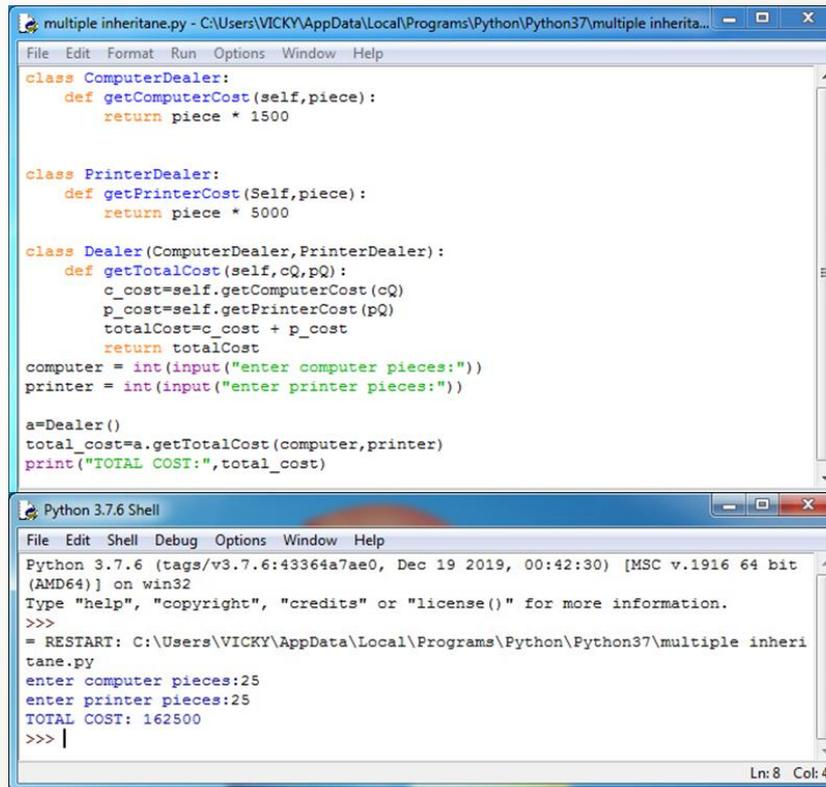 multiple inheritane.py - C:\Users\VICKY\AppData\Local\Programs\Python\Python37\multiple inherita...
File Edit Format Run Options Window Help
class ComputerDealer:
    def getComputerCost(self,piece):
        return piece * 1500
class PrinterDealer:
    def getPrinterCost(Self,piece):
        return piece * 5000
class Dealer(ComputerDealer,PrinterDealer):
    def getTotalCost(self,cQ,pQ):
        c_cost=self.getComputerCost(cQ)
        p_cost=self.getPrinterCost(pQ)
        totalCost=c_cost + p_cost
        return totalCost
computer = int(input("enter computer pieces:"))
printer = int(input("enter printer pieces:"))
a=Dealer()
total_cost=a.getTotalCost(computer,printer)
print("TOTAL COST:",total_cost)
Python 3.7.6 Shell
File Edit Shell Debug Options Window Help
Python 3.7.6 (tags/v3.7.6:43364a7ae0, Dec 19 2019, 00:42:30) [MSC v.1916 64 bit
(AMD64)] on win32
Type "help", "copyright", "credits" or "license()" for more information.
>>>
= RESTART: C:\Users\VICKY\AppData\Local\Programs\Python\Python37\multiple inheri
tane.py
enter computer pieces:25
enter printer pieces:25
TOTAL COST: 162500
>>>
Ln: 8 Col: 4